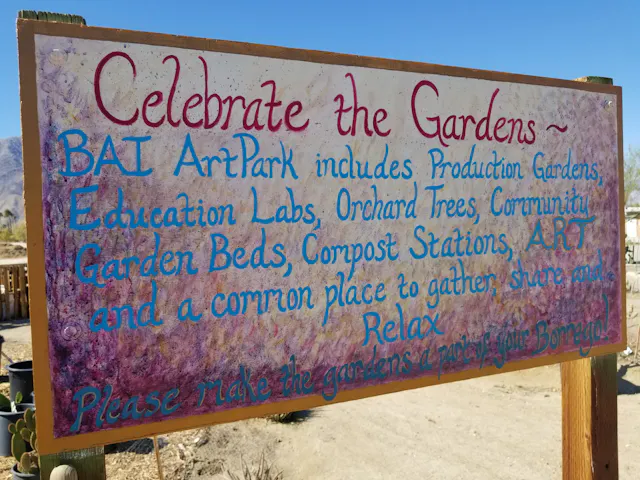 Celebrate the Gardens ~
BAI ArtPark includes Production Gardens,
Education Labs, Orchard Trees, Community
Garden Beds, Compost Stations, ART
and a common place to gather, share and
Relax
Please make the gardens a part of your Borrego!